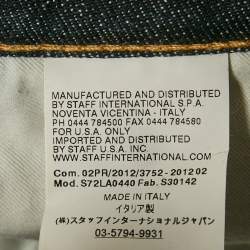 MANUFACTURED AND DISTRIBUTED
BY STAFF INTERNATIONAL S.P.A.
NOVENTA VICENTINA - ITALY
PH 0444 784500 FAX 0444 784580
FOR U.S.A. ONLY
IMPORTED AND DISTRIBUTED
BY STAFF U.S.A. INC
WWW.STAFFINTERNATIONAL.COM
Com. 02PR/2012/3752 - 2012 02
Mod. S72LA0440 Fab. S30142
MADE IN ITALY
イタリア製
(株)スタッフインターナショナルジャパン
03-5794-9931